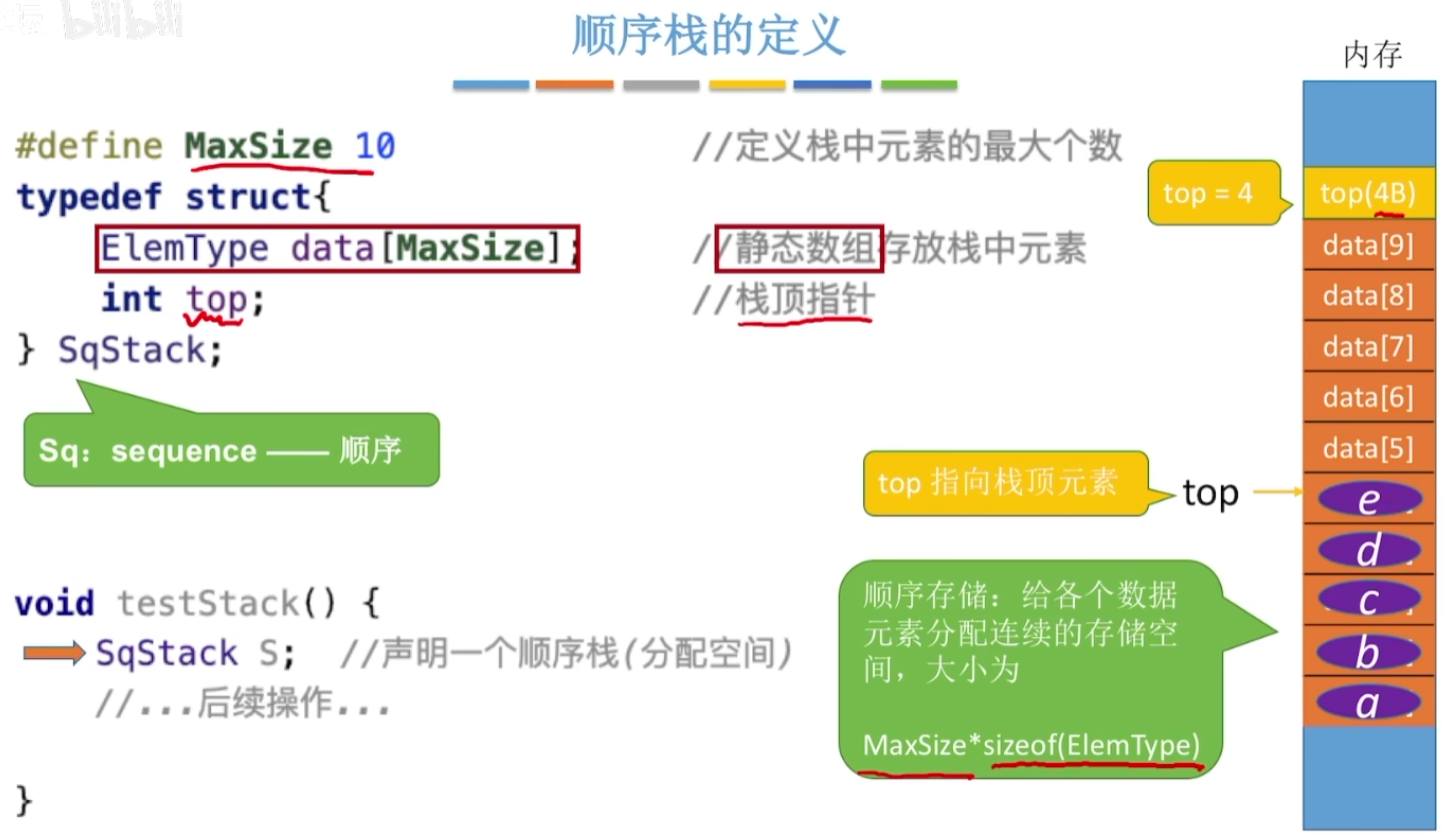 bilibili
顺序栈的定义
内存
#define MaxSize 10 //定义栈中元素的最大个数
typedef struct{
ElemType data[MaxSize]; //静态数组存放栈中元素
int top; //栈顶指针
} SqStack;
Sq：sequence —— 顺序
void testStack() {
SqStack S; //声明一个顺序栈(分配空间)
//...后续操作...
}
top 指向栈顶元素
top
顺序存储：给各个数据
元素分配连续的存储空
间，大小为
MaxSize*sizeof(ElemType)
top = 4
top(4B)
data[9]
data[8]
data[7]
data[6]
data[5]
e
d
c
b
a